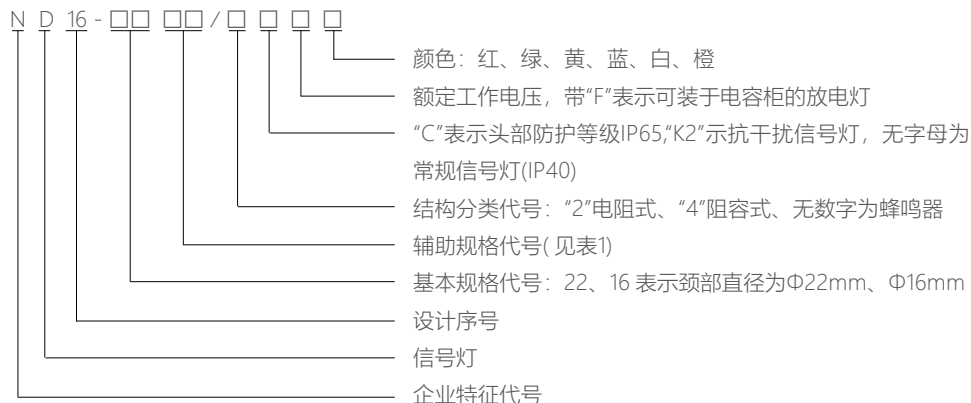 N D 16 - □□ □□ / □ □ □ □
颜色：红、绿、黄、蓝、白、橙
额定工作电压，带“F”表示可装于电容柜的放电灯
“C”表示头部防护等级IP65,“K2”示抗干扰信号灯，无字母为
常规信号灯(IP40)
结构分类代号：“2”电阻式、“4”阻容式、无数字为蜂鸣器
辅助规格代号( 见表1)
基本规格代号：22、16 表示颈部直径为Φ22mm、Φ16mm
设计序号
信号灯
企业特征代号